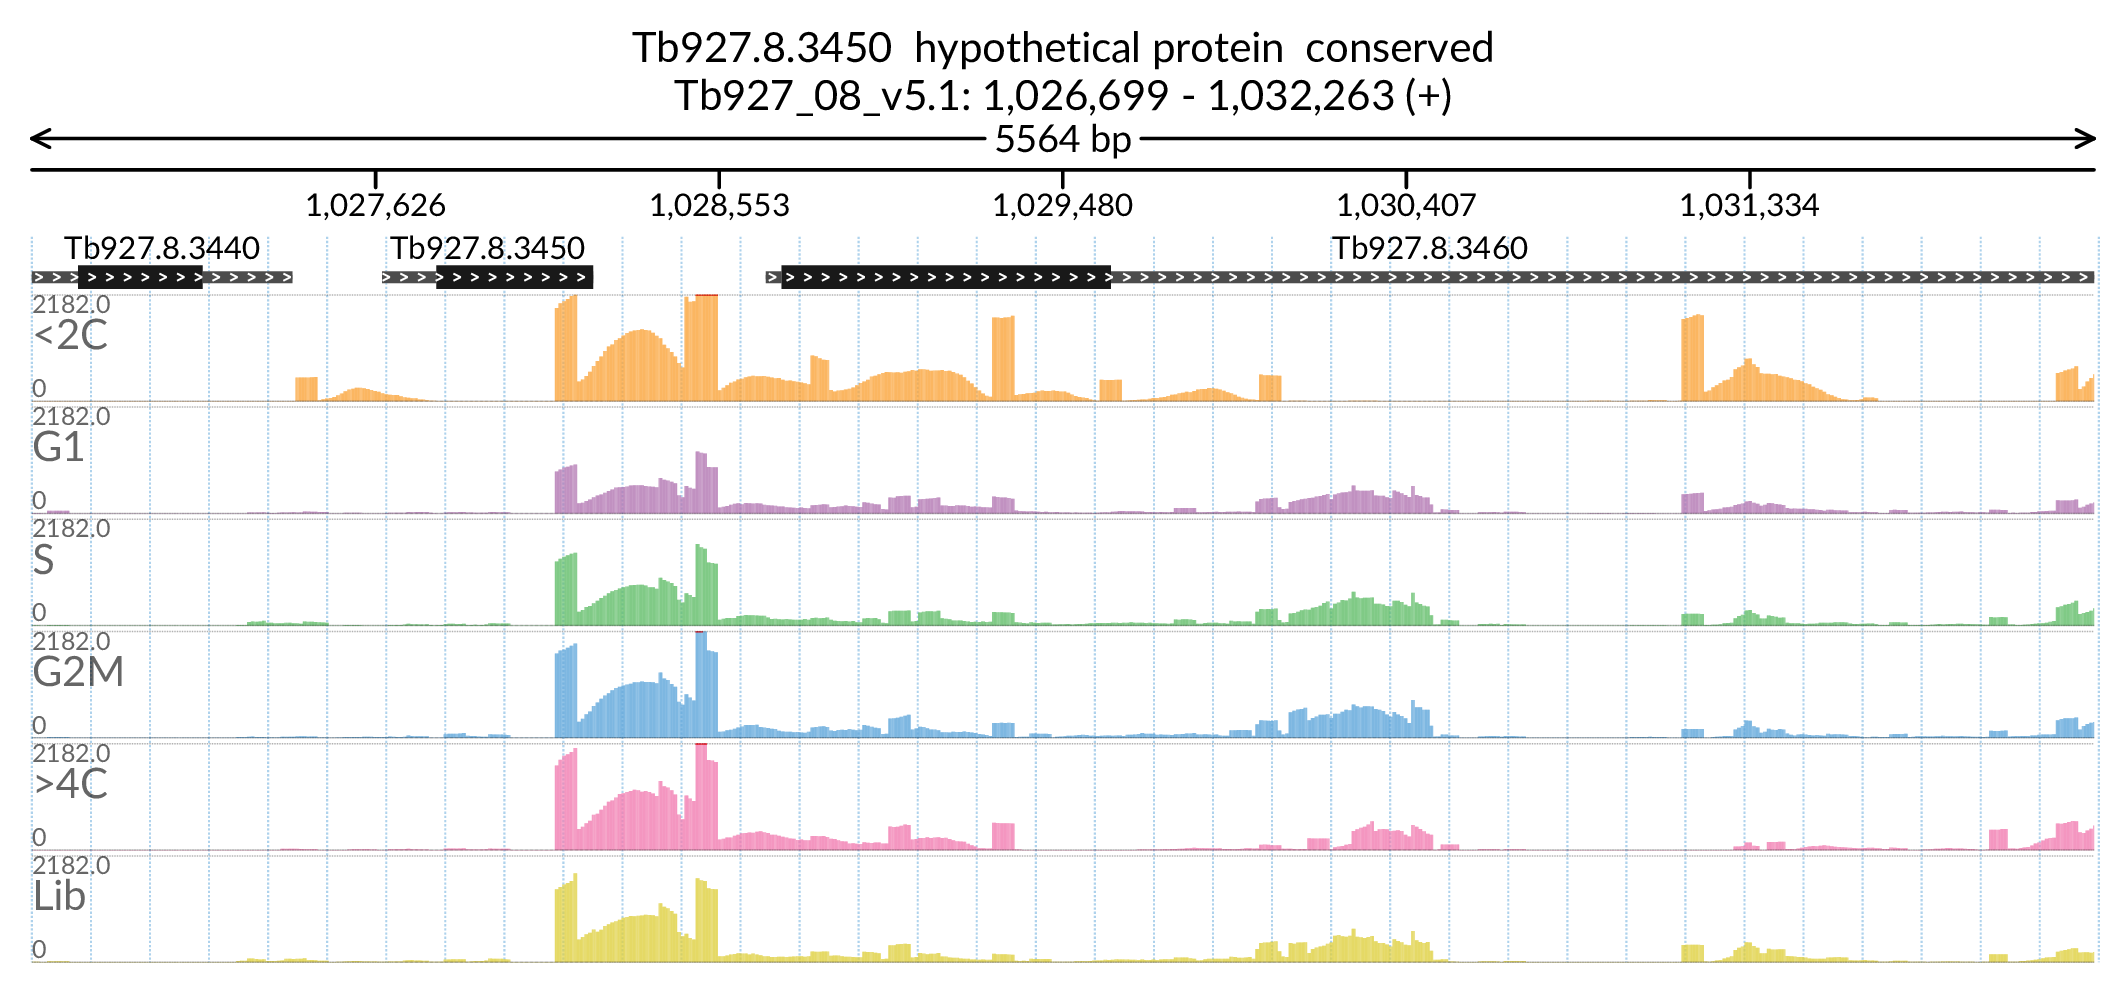 Tb927.8.3450 hypothetical protein conserved
Tb927_08_v5.1: 1,026,699 - 1,032,263 (+)
5564 bp
1,027,626 1,028,553 1,029,480 1,030,407 1,031,334
Tb927.8.3440 Tb927.8.3450 Tb927.8.3460
2182.0
<2C
0
2182.0
G1
0
2182.0
S
0
2182.0
G2M
0
2182.0
>4C
0
2182.0
Lib
0